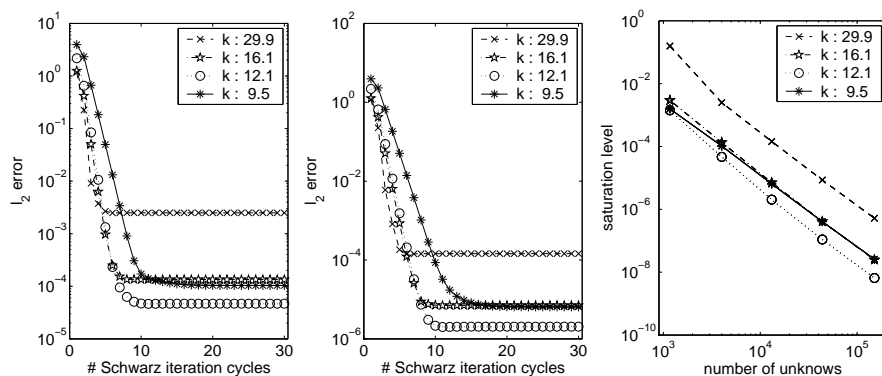 10^2
10^1
10^0
10^-1
10^-2
10^-3
10^-4
10^-5
l_2 error
0
10
20
30
# Schwarz iteration cycles
k : 29.9
k : 16.1
k : 12.1
k : 9.5
10^2
10^0
10^-2
10^-4
10^-6
l_2 error
0
10
20
30
# Schwarz iteration cycles
k : 29.9
k : 16.1
k : 12.1
k : 9.5
10^0
10^-2
10^-4
10^-6
10^-8
10^-10
saturation level
10^3
10^4
10^5
number of unknows
k : 29.9
k : 16.1
k : 12.1
k : 9.5